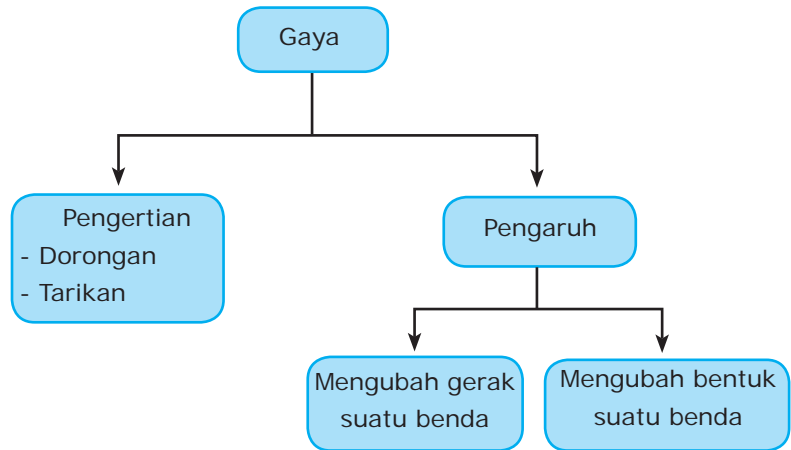 Gaya
Pengertian
- Dorongan
- Tarikan
Pengaruh
Mengubah gerak
suatu benda
Mengubah bentuk
suatu benda